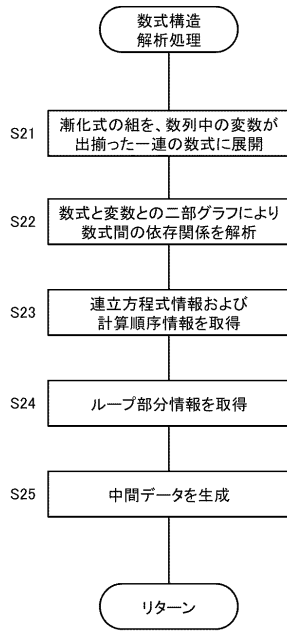 数式構造
解析処理
S21
漸化式の組を、数列中の変数が
出揃った一連の数式に展開
S22
数式と変数との二部グラフにより
数式間の依存関係を解析
S23
連立方程式情報および
計算順序情報を取得
S24
ループ部分情報を取得
S25
中間データを生成
リターン